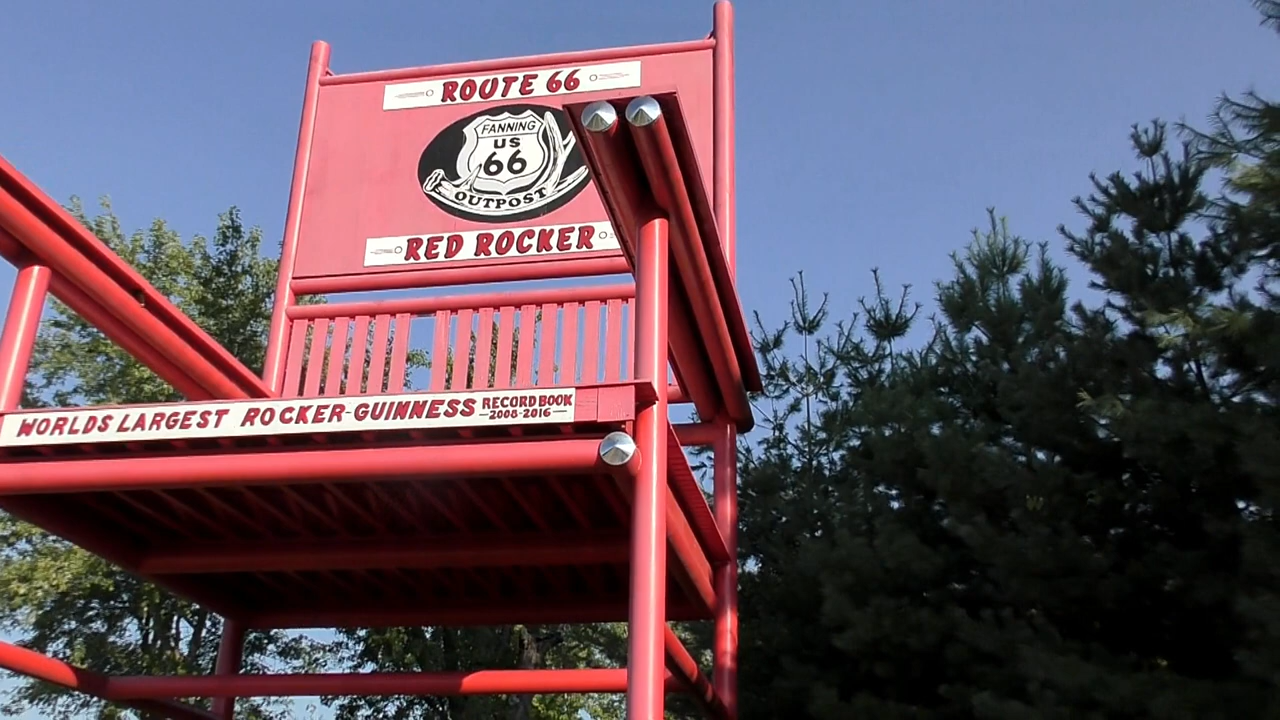 ROUTE 66
FANNING
US
66
OUTPOST
RED ROCKER
WORLDS LARGEST ROCKER-GUINNESS RECORD BOOK
-2008-2016-